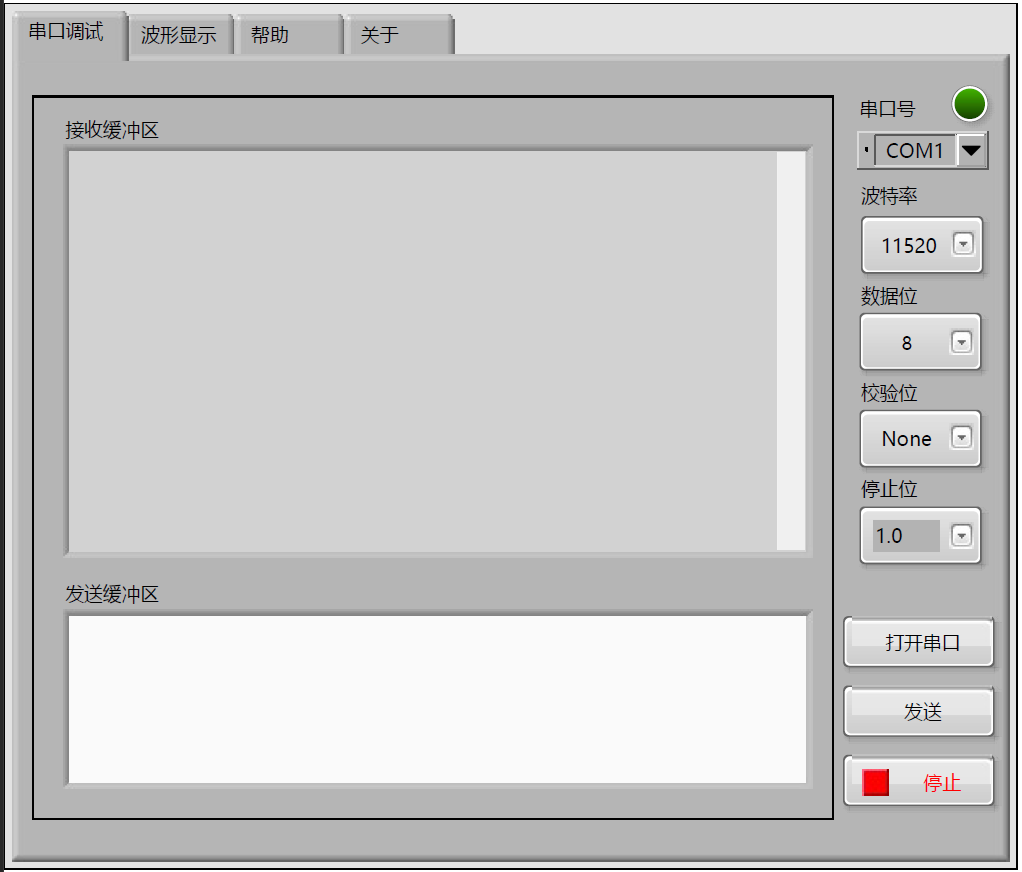 串口调试 波形显示 帮助 关于
接收缓冲区
发送缓冲区
串口号
COM1
波特率
11520
数据位
8
校验位
None
停止位
1.0
打开串口
发送
停止